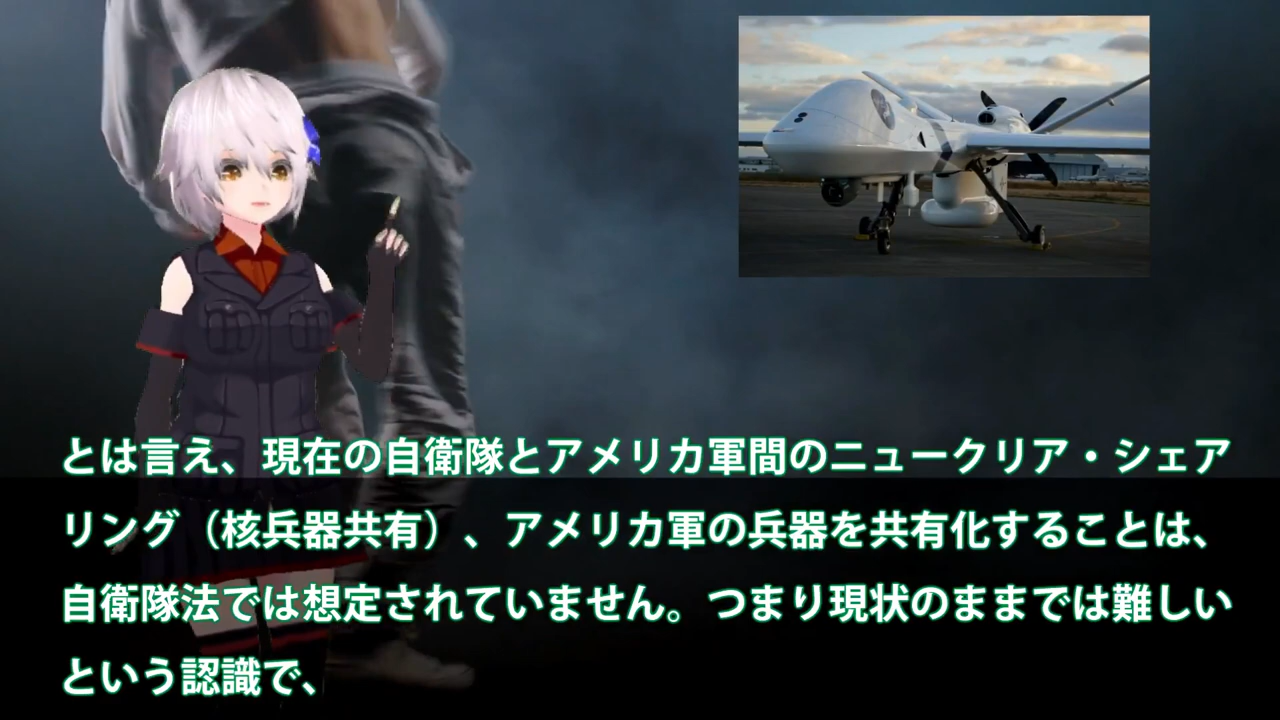 とは言え、現在の自衛隊とアメリカ軍間のニュークリア・シェア
リング（核兵器共有）、アメリカ軍の兵器を共有化することは、
自衛隊法では想定されていません。つまり現状のままでは難しい
という認識で、